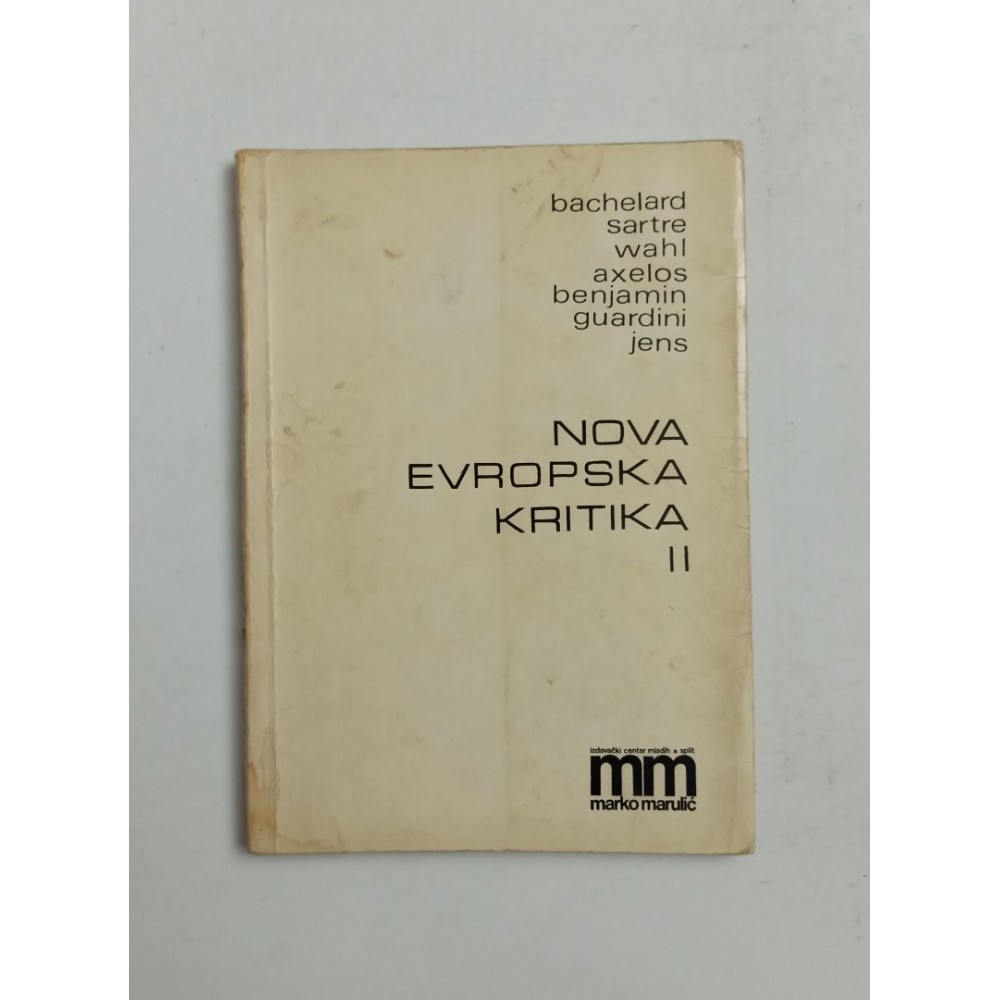 bachelard
sartre
wahl
axelos
benjamin
guardini
jens
NOVA
EVROPSKA
KRITIKA
II
izdavački centar mladih • split
mm
marko marulić